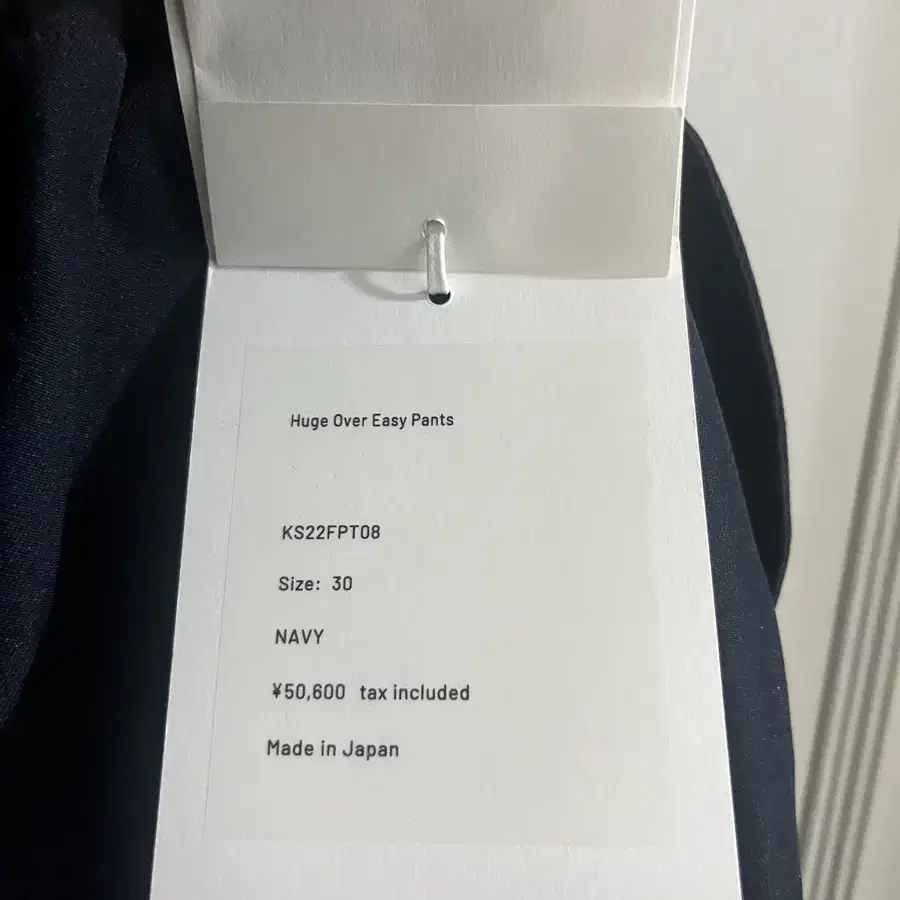 Huge Over Easy Pants
KS22FPT08
Size: 30
NAVY
¥50,600 tax included
Made in Japan